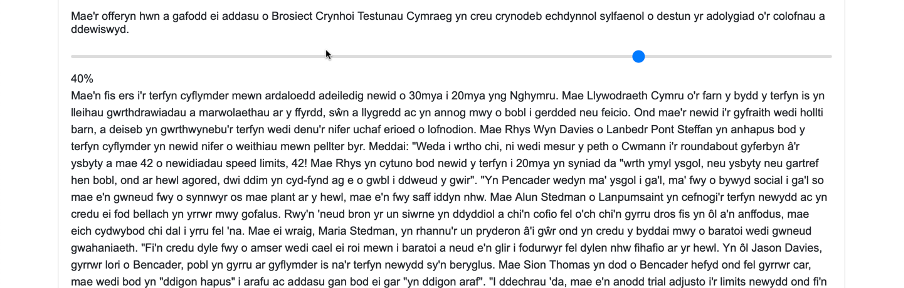 Mae'r offeryn hwn a gafodd ei addasu o Brosiect Crynhoi Testunau Cymraeg yn creu crynodeb echdynnol sylfaenol o destun yr adolygiad o'r colofnau a
ddewiswyd.
40%
Mae'n fis ers i'r terfyn cyflymder mewn ardaloedd adeiledig newid o 30mya i 20mya yng Nghymru. Mae Llywodraeth Cymru o'r farn y bydd y terfyn is yn
lleihau gwrthdrawiadau a marwolaethau ar y ffyrdd, sŵn a llygredd ac yn annog mwy o bobl i gerdded neu feicio. Ond mae'r newid i'r gyfraith wedi hollti
barn, a deiseb yn gwrthwynebu'r terfyn wedi denu'r nifer uchaf erioed o lofnodion. Mae Rhys Wyn Davies o Lanbedr Pont Steffan yn anhapus bod y
terfyn cyflymder yn newid nifer o weithiau mewn pellter byr. Meddai: "Weda i wrtho chi, ni wedi mesur y peth o Cwmann i'r roundabout gyferbyn â'r
ysbyty a mae 42 o newidiadau speed limits, 42! Mae Rhys yn cytuno bod newid y terfyn i 20mya yn syniad da "wrth ymyl ysgol, neu ysbyty neu gartref
hen bobl, ond ar hewl agored, dwi ddim yn cyd-fynd ag e o gwbl i ddweud y gwir". "Yn Pencader wedyn ma' ysgol i ga'l, ma' fwy o bywyd social i ga'l so
mae e'n gwneud fwy o synnwyr os mae plant ar y hewl, mae e'n fwy saff iddyn nhw. Mae Alun Stedman o Lanpumsaint yn cefnogi'r terfyn newydd ac yn
credu ei fod bellach yn yrrwr mwy gofalus. Rwy'n 'neud bron yr un siwrne yn ddyddiol a chi'n cofio fel o'ch chi'n gyrru dros fis yn ôl a'n anffodus, mae
eich cydwybod chi dal i yrru fel 'na. Mae ei wraig, Maria Stedman, yn rhannu'r un pryderon â'i gŵr ond yn credu y byddai mwy o baratoi wedi gwneud
gwahaniaeth. "Fi'n credu dyle fwy o amser wedi cael ei roi mewn i baratoi a neud e'n glir i fodurwyr fel dylen nhw fihafio ar yr hewl. Yn ôl Jason Davies,
gyrrwr lori o Bencader, pobl yn gyrru ar gyflymder is na'r terfyn newydd sy'n beryglus. Mae Sion Thomas yn dod o Bencader hefyd ond fel gyrrwr car,
mae wedi bod yn "ddigon hapus" i arafu ac addasu gan bod ei gar "yn ddigon araf". "I ddechrau 'da, mae e'n anodd trial adjusto i'r limits newydd ond fi'n